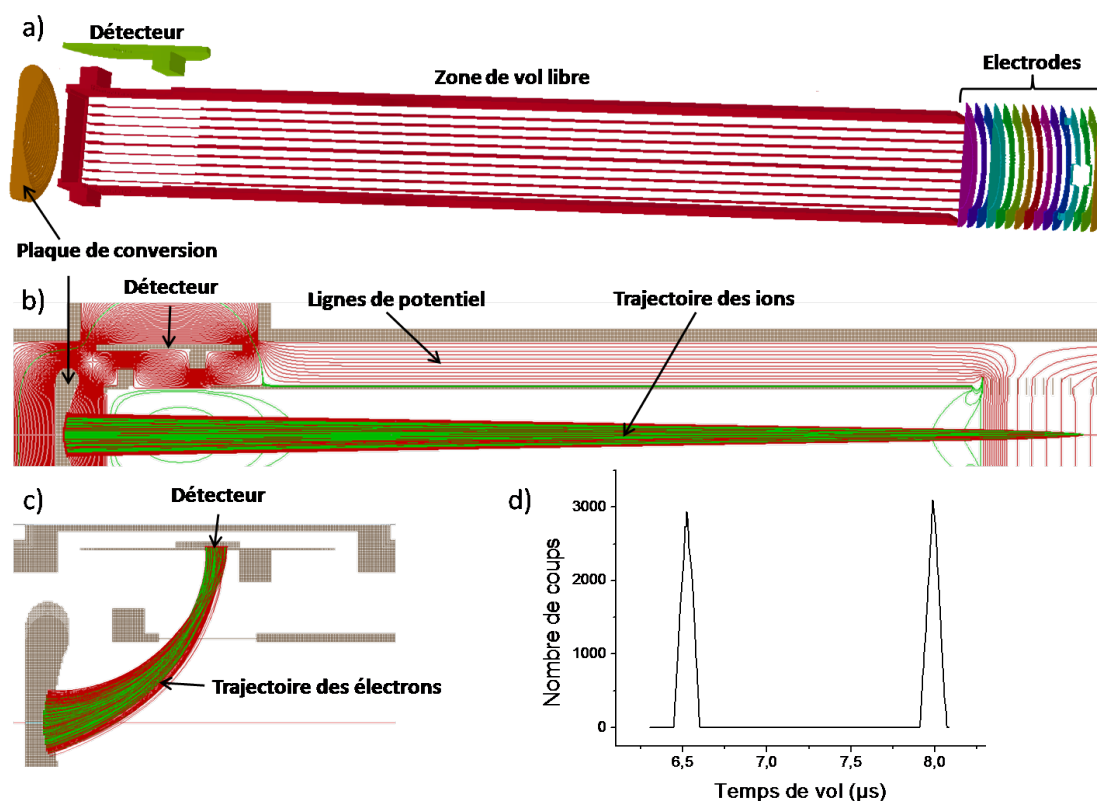 a)
Détecteur
Zone de vol libre
Electrodes
Plaque de conversion
b)
Détecteur
Lignes de potentiel
Trajectoire des ions
c)
Détecteur
Trajectoire des électrons
d)
3000
2000
1000
0
Nombre de coups
6,5
7,0
7,5
8,0
Temps de vol (µs)